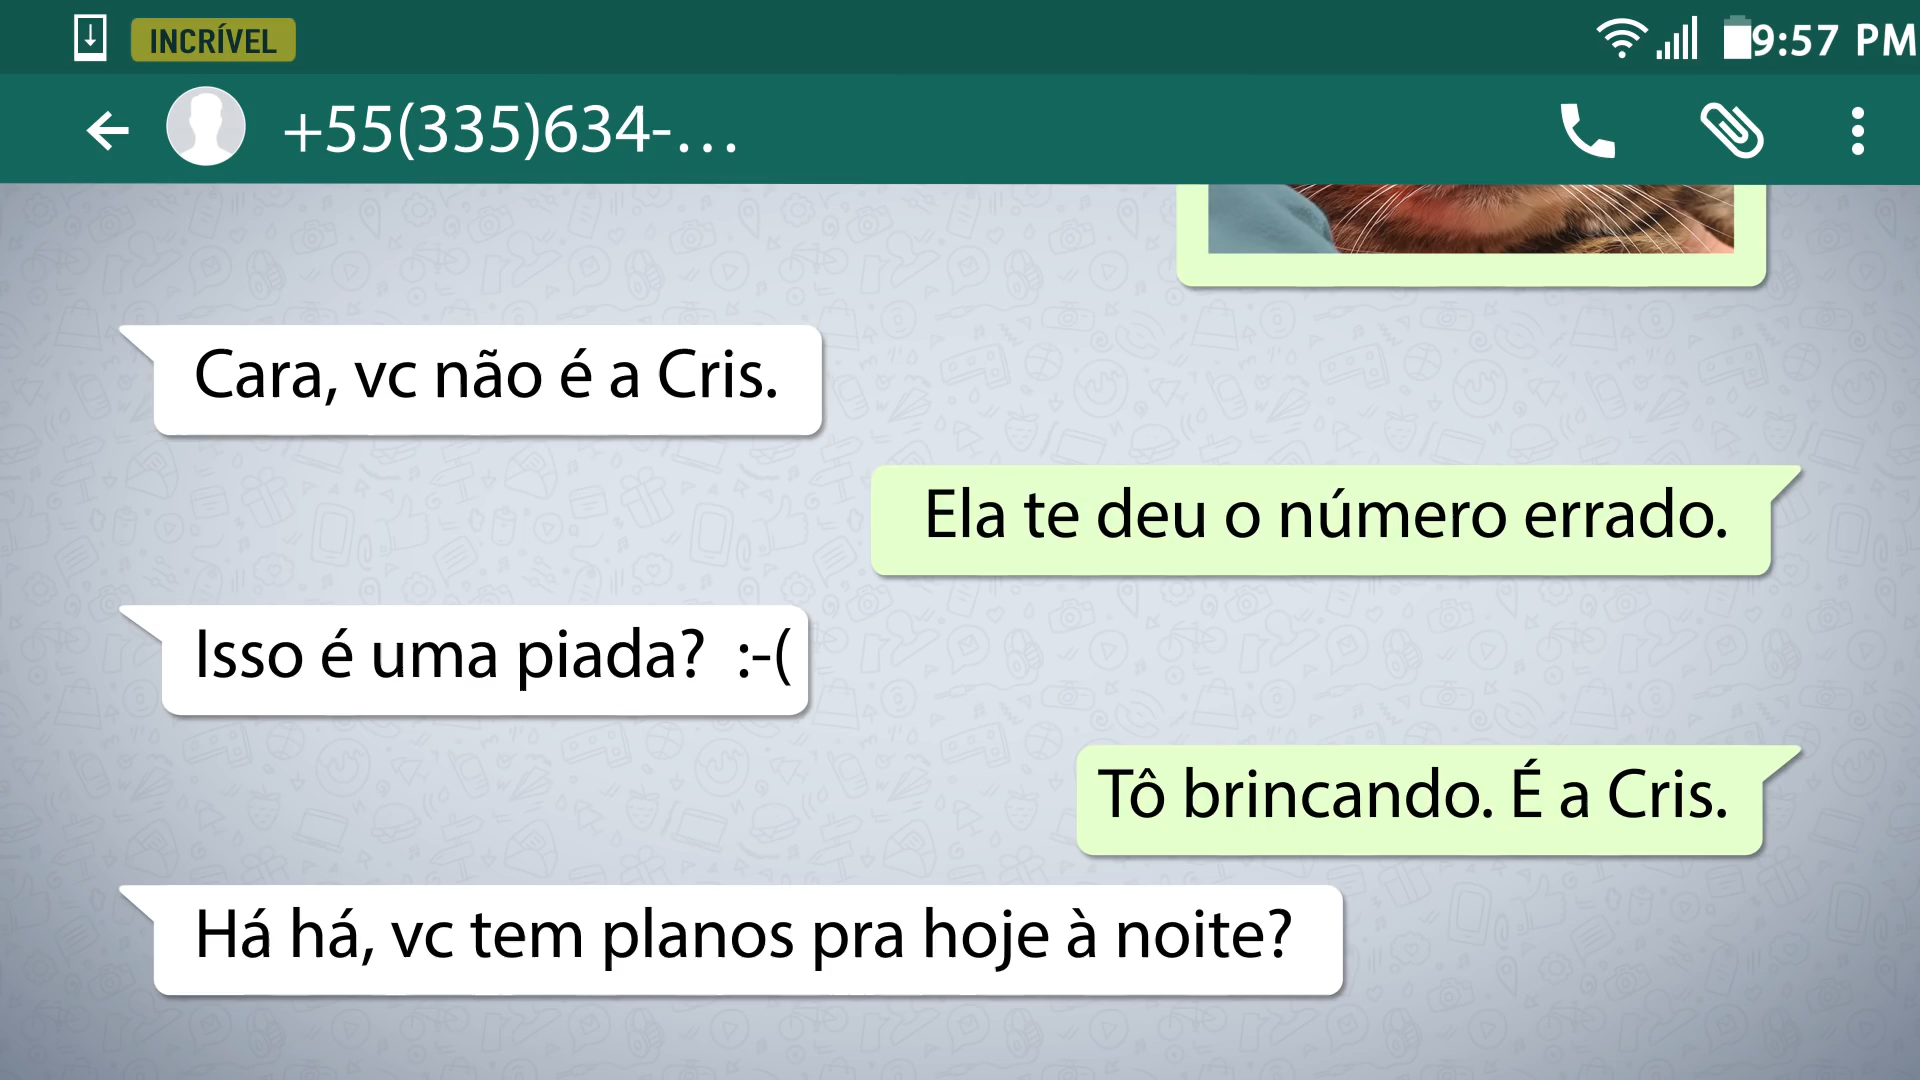 INCRÍVEL
9:57 PM
+55(335)634-...
Cara, vc não é a Cris.
Ela te deu o número errado.
Isso é uma piada? :-(
Tô brincando. É a Cris.
Há há, vc tem planos pra hoje à noite?